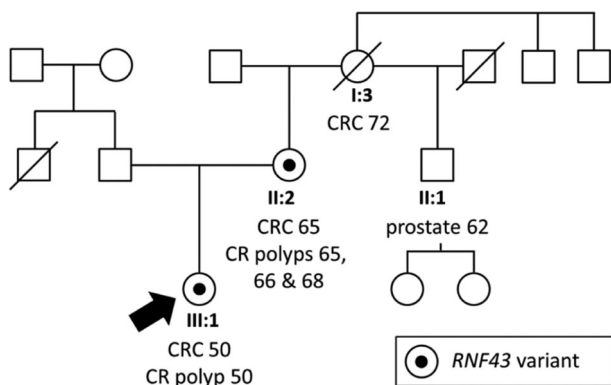 I:3
CRC 72
II:2
CRC 65
CR polyps 65,
66 & 68
II:1
prostate 62
III:1
CRC 50
CR polyp 50
RNF43 variant